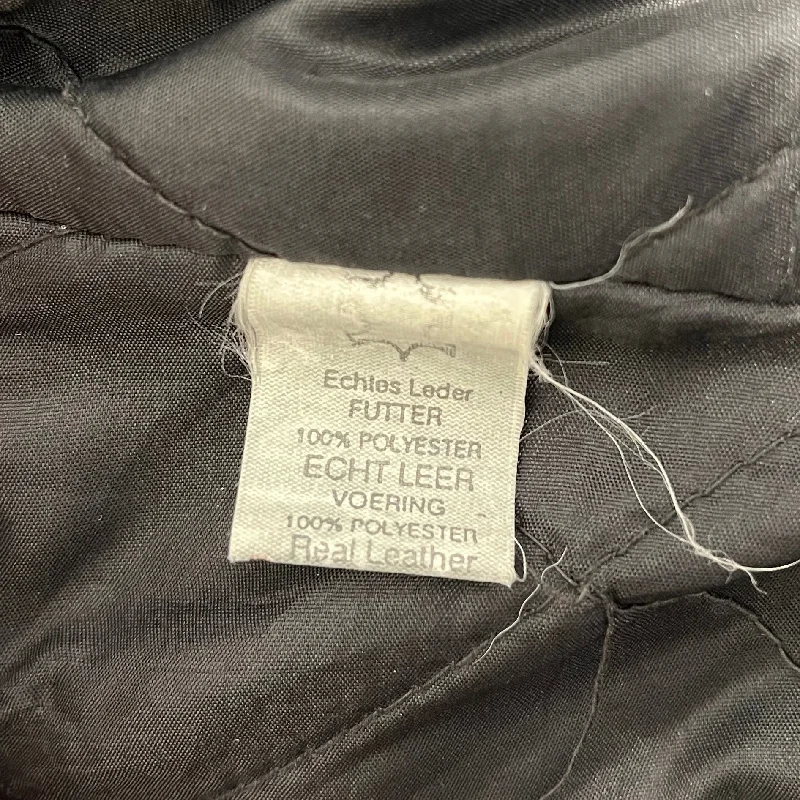 Echtes Leder
FUTTER
100% POLYESTER
ECHT LEER
VOERING
100% POLYESTER
Real Leather